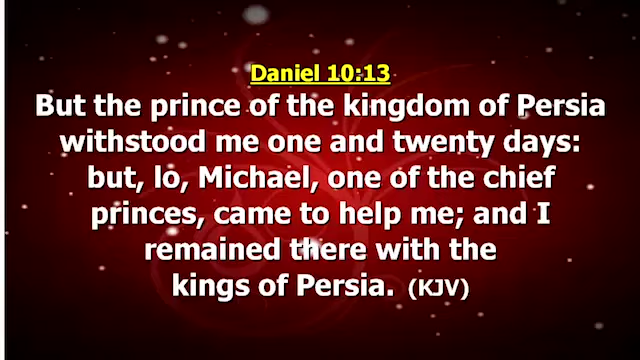 Daniel 10:13
But the prince of the kingdom of Persia
withstood me one and twenty days:
but, lo, Michael, one of the chief
princes, came to help me; and I
remained there with the
kings of Persia. (KJV)